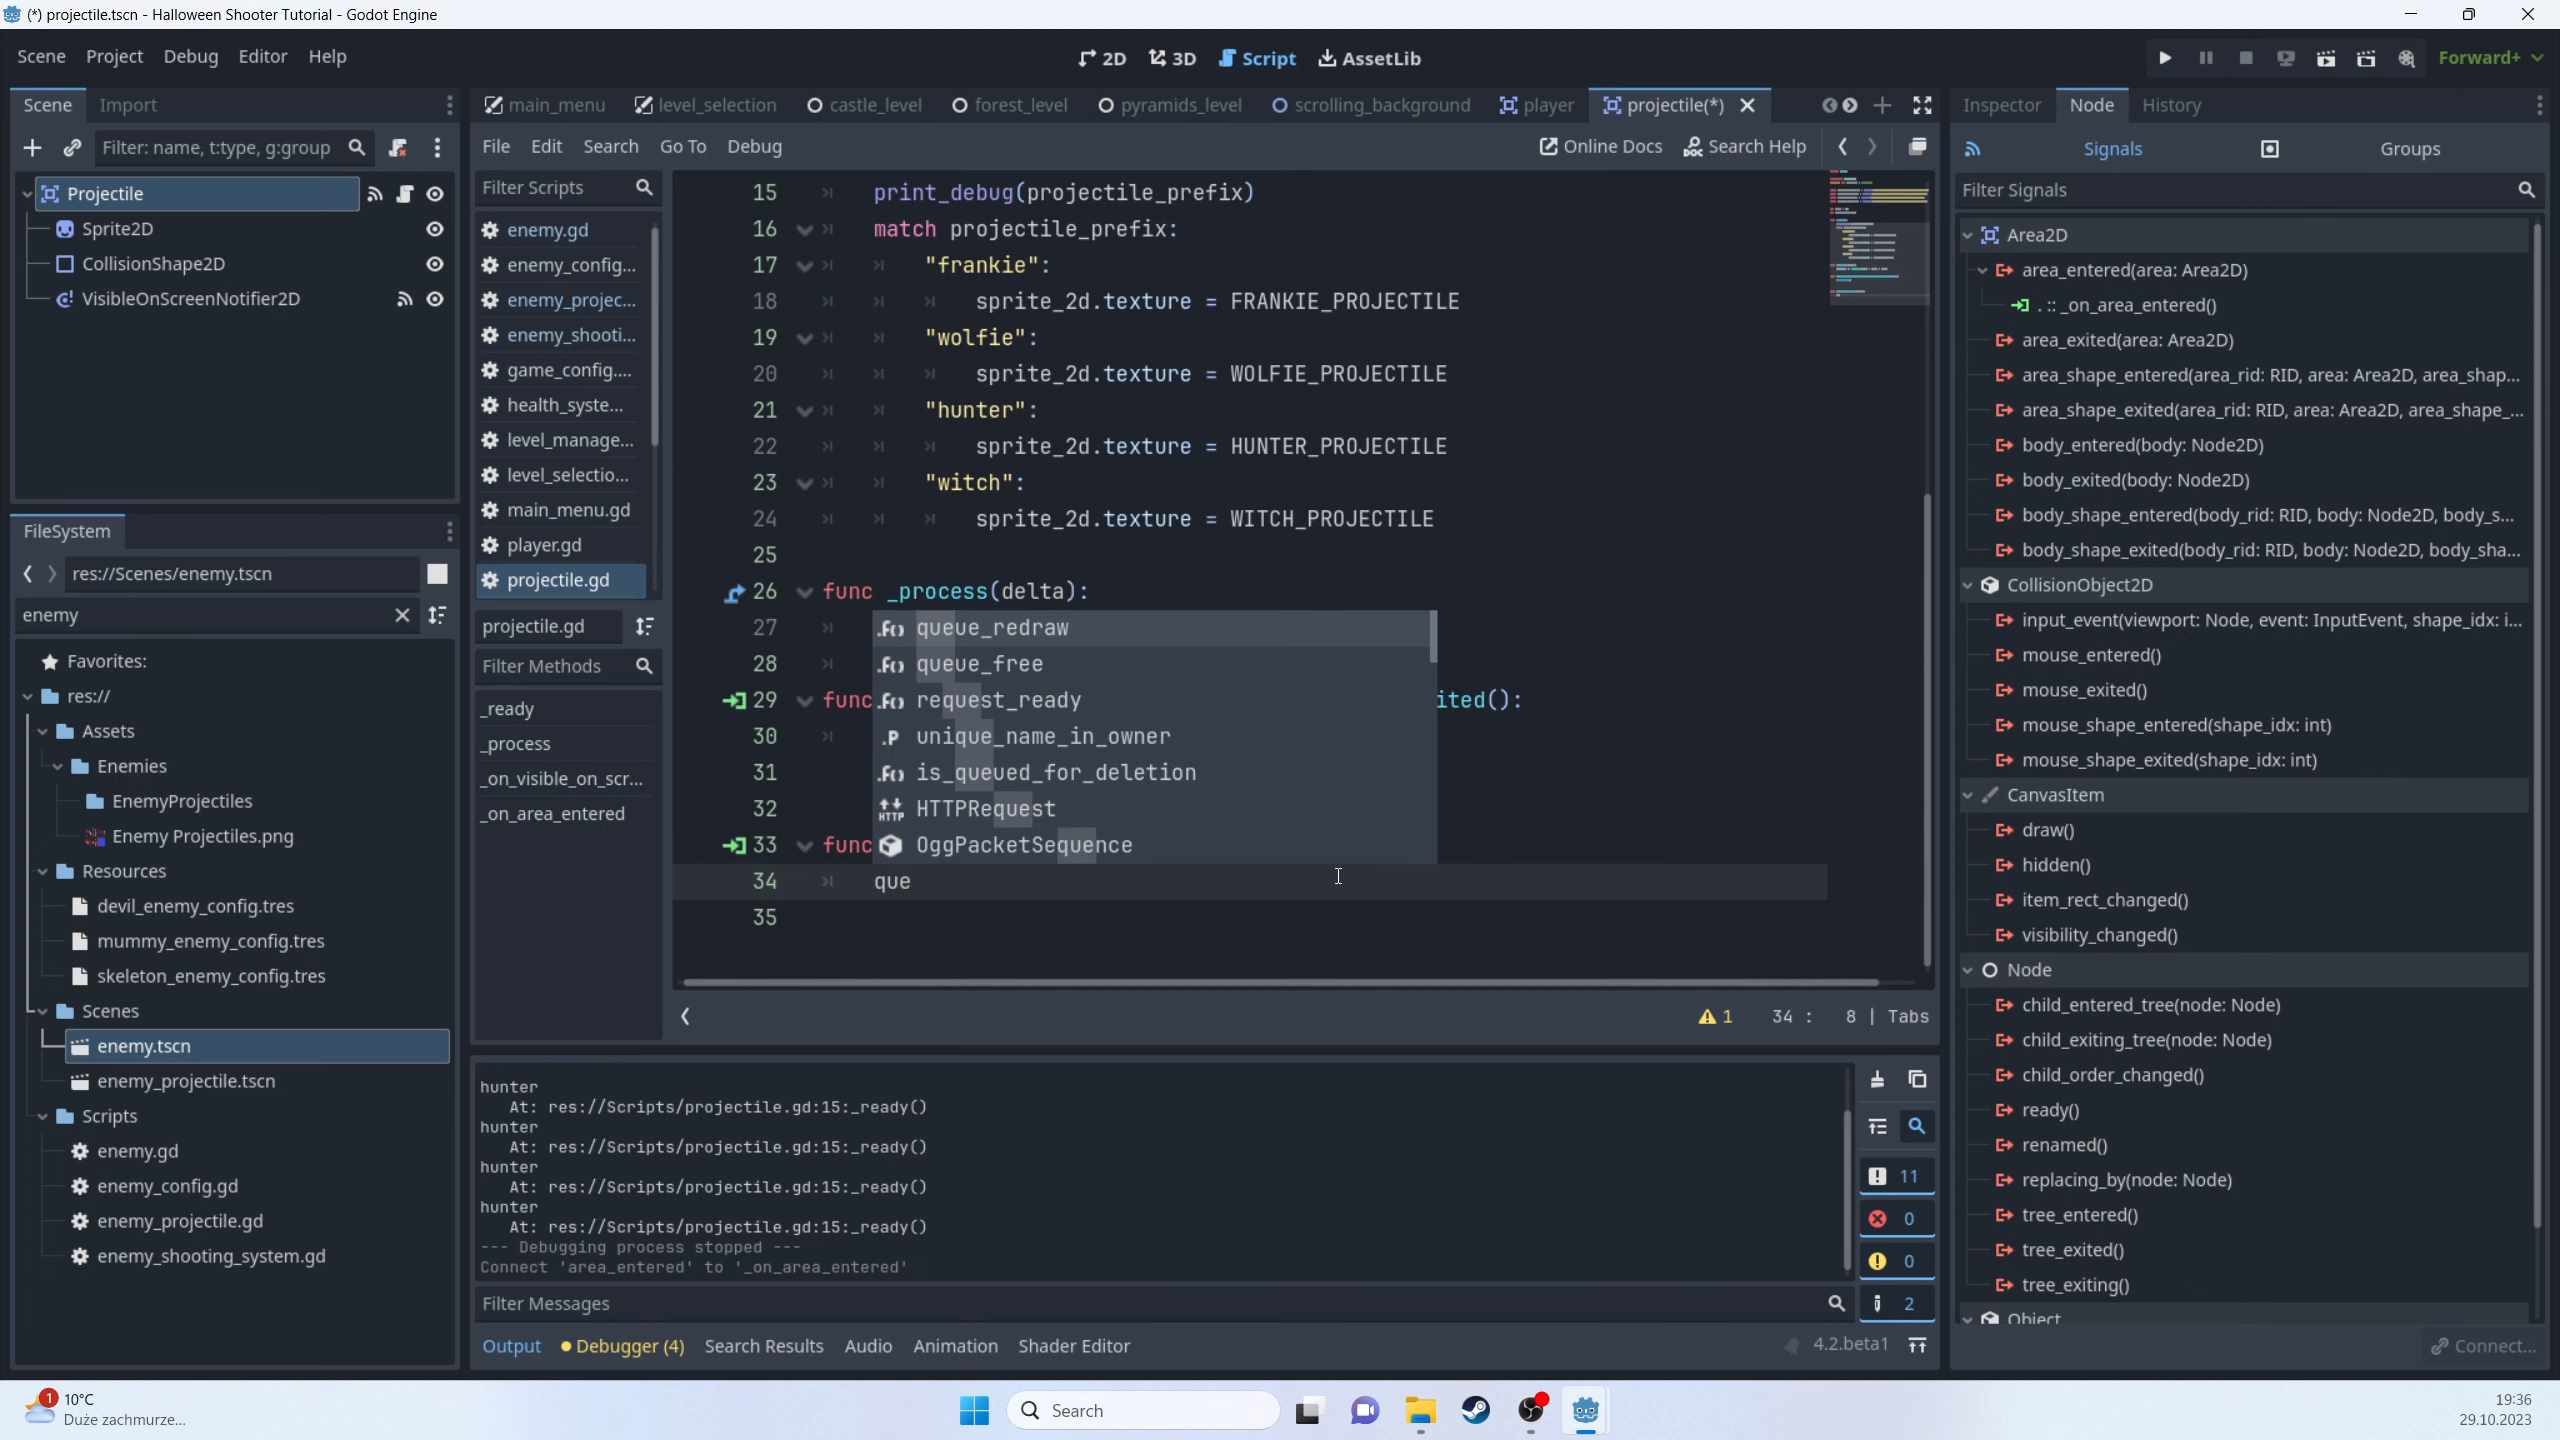 (*) projectile.tscn - Halloween Shooter Tutorial - Godot Engine
Scene Project Debug Editor Help
2D 3D Script AssetLib
Forward+
Scene Import
Filter: name, t:type, g:group
Projectile
Sprite2D
CollisionShape2D
VisibleOnScreenNotifier2D
FileSystem
res://Scenes/enemy.tscn
enemy
Favorites:
res://
Assets
Enemies
EnemyProjectiles
Enemy Projectiles.png
Resources
devil_enemy_config.tres
mummy_enemy_config.tres
skeleton_enemy_config.tres
Scenes
enemy.tscn
enemy_projectile.tscn
Scripts
enemy.gd
enemy_config.gd
enemy_projectile.gd
enemy_shooting_system.gd
main_menu level_selection castle_level forest_level pyramids_level scrolling_background player projectile(*)
File Edit Search Go To Debug
Online Docs Search Help
Filter Scripts
enemy.gd
enemy_config...
enemy_projec...
enemy_shooti...
game_config....
health_syste...
level_manage...
level_selectio...
main_menu.gd
player.gd
projectile.gd
projectile.gd
Filter Methods
_ready
_process
_on_visible_on_scr...
_on_area_entered
15 print_debug(projectile_prefix)
16 match projectile_prefix:
17 "frankie":
18 sprite_2d.texture = FRANKIE_PROJECTILE
19 "wolfie":
20 sprite_2d.texture = WOLFIE_PROJECTILE
21 "hunter":
22 sprite_2d.texture = HUNTER_PROJECTILE
23 "witch":
24 sprite_2d.texture = WITCH_PROJECTILE
25
26 func _process(delta):
27 queue_redraw
28 queue_free
29 func request_ready ited():
30 unique_name_in_owner
31 is_queued_for_deletion
32 HTTPRequest
33 func OggPacketSequence
34 que
35
1 34 : 8 | Tabs
hunter
At: res://Scripts/projectile.gd:15:_ready()
hunter
At: res://Scripts/projectile.gd:15:_ready()
hunter
At: res://Scripts/projectile.gd:15:_ready()
hunter
At: res://Scripts/projectile.gd:15:_ready()
--- Debugging process stopped ---
Connect 'area_entered' to '_on_area_entered'
11
0
0
2
Filter Messages
Output Debugger (4) Search Results Audio Animation Shader Editor
4.2.beta1
Inspector Node History
Signals Groups
Filter Signals
Area2D
area_entered(area: Area2D)
. :: _on_area_entered()
area_exited(area: Area2D)
area_shape_entered(area_rid: RID, area: Area2D, area_shap...
area_shape_exited(area_rid: RID, area: Area2D, area_shape_...
body_entered(body: Node2D)
body_exited(body: Node2D)
body_shape_entered(body_rid: RID, body: Node2D, body_s...
body_shape_exited(body_rid: RID, body: Node2D, body_sha...
CollisionObject2D
input_event(viewport: Node, event: InputEvent, shape_idx: i...
mouse_entered()
mouse_exited()
mouse_shape_entered(shape_idx: int)
mouse_shape_exited(shape_idx: int)
CanvasItem
draw()
hidden()
item_rect_changed()
visibility_changed()
Node
child_entered_tree(node: Node)
child_exiting_tree(node: Node)
child_order_changed()
ready()
renamed()
replacing_by(node: Node)
tree_entered()
tree_exited()
tree_exiting()
Object
Connect...
1
10°C
Duże zachmurze...
Search
19:36
29.10.2023